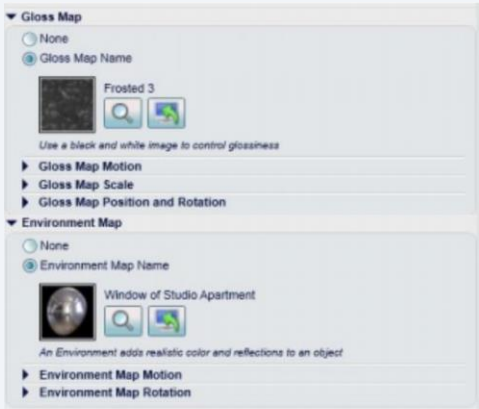 Gloss Map
None
Gloss Map Name
Frosted 3
Use a black and white image to control glossiness
Gloss Map Motion
Gloss Map Scale
Gloss Map Position and Rotation
Environment Map
None
Environment Map Name
Window of Studio Apartment
An Environment adds realistic color and reflections to an object
Environment Map Motion
Environment Map Rotation